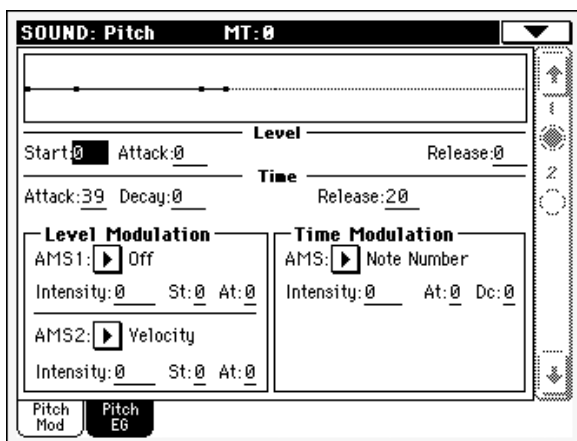 SOUND: Pitch MT:0
Level
Start:0 Attack:0 Release:0
Time
Attack:39 Decay:0 Release:20
Level Modulation
AMS1: Off
Intensity:0 St:0 At:0
AMS2: Velocity
Intensity:0 St:0 At:0
Time Modulation
AMS: Note Number
Intensity:0 At:0 Dc:0
1
2
Pitch Mod
Pitch EG